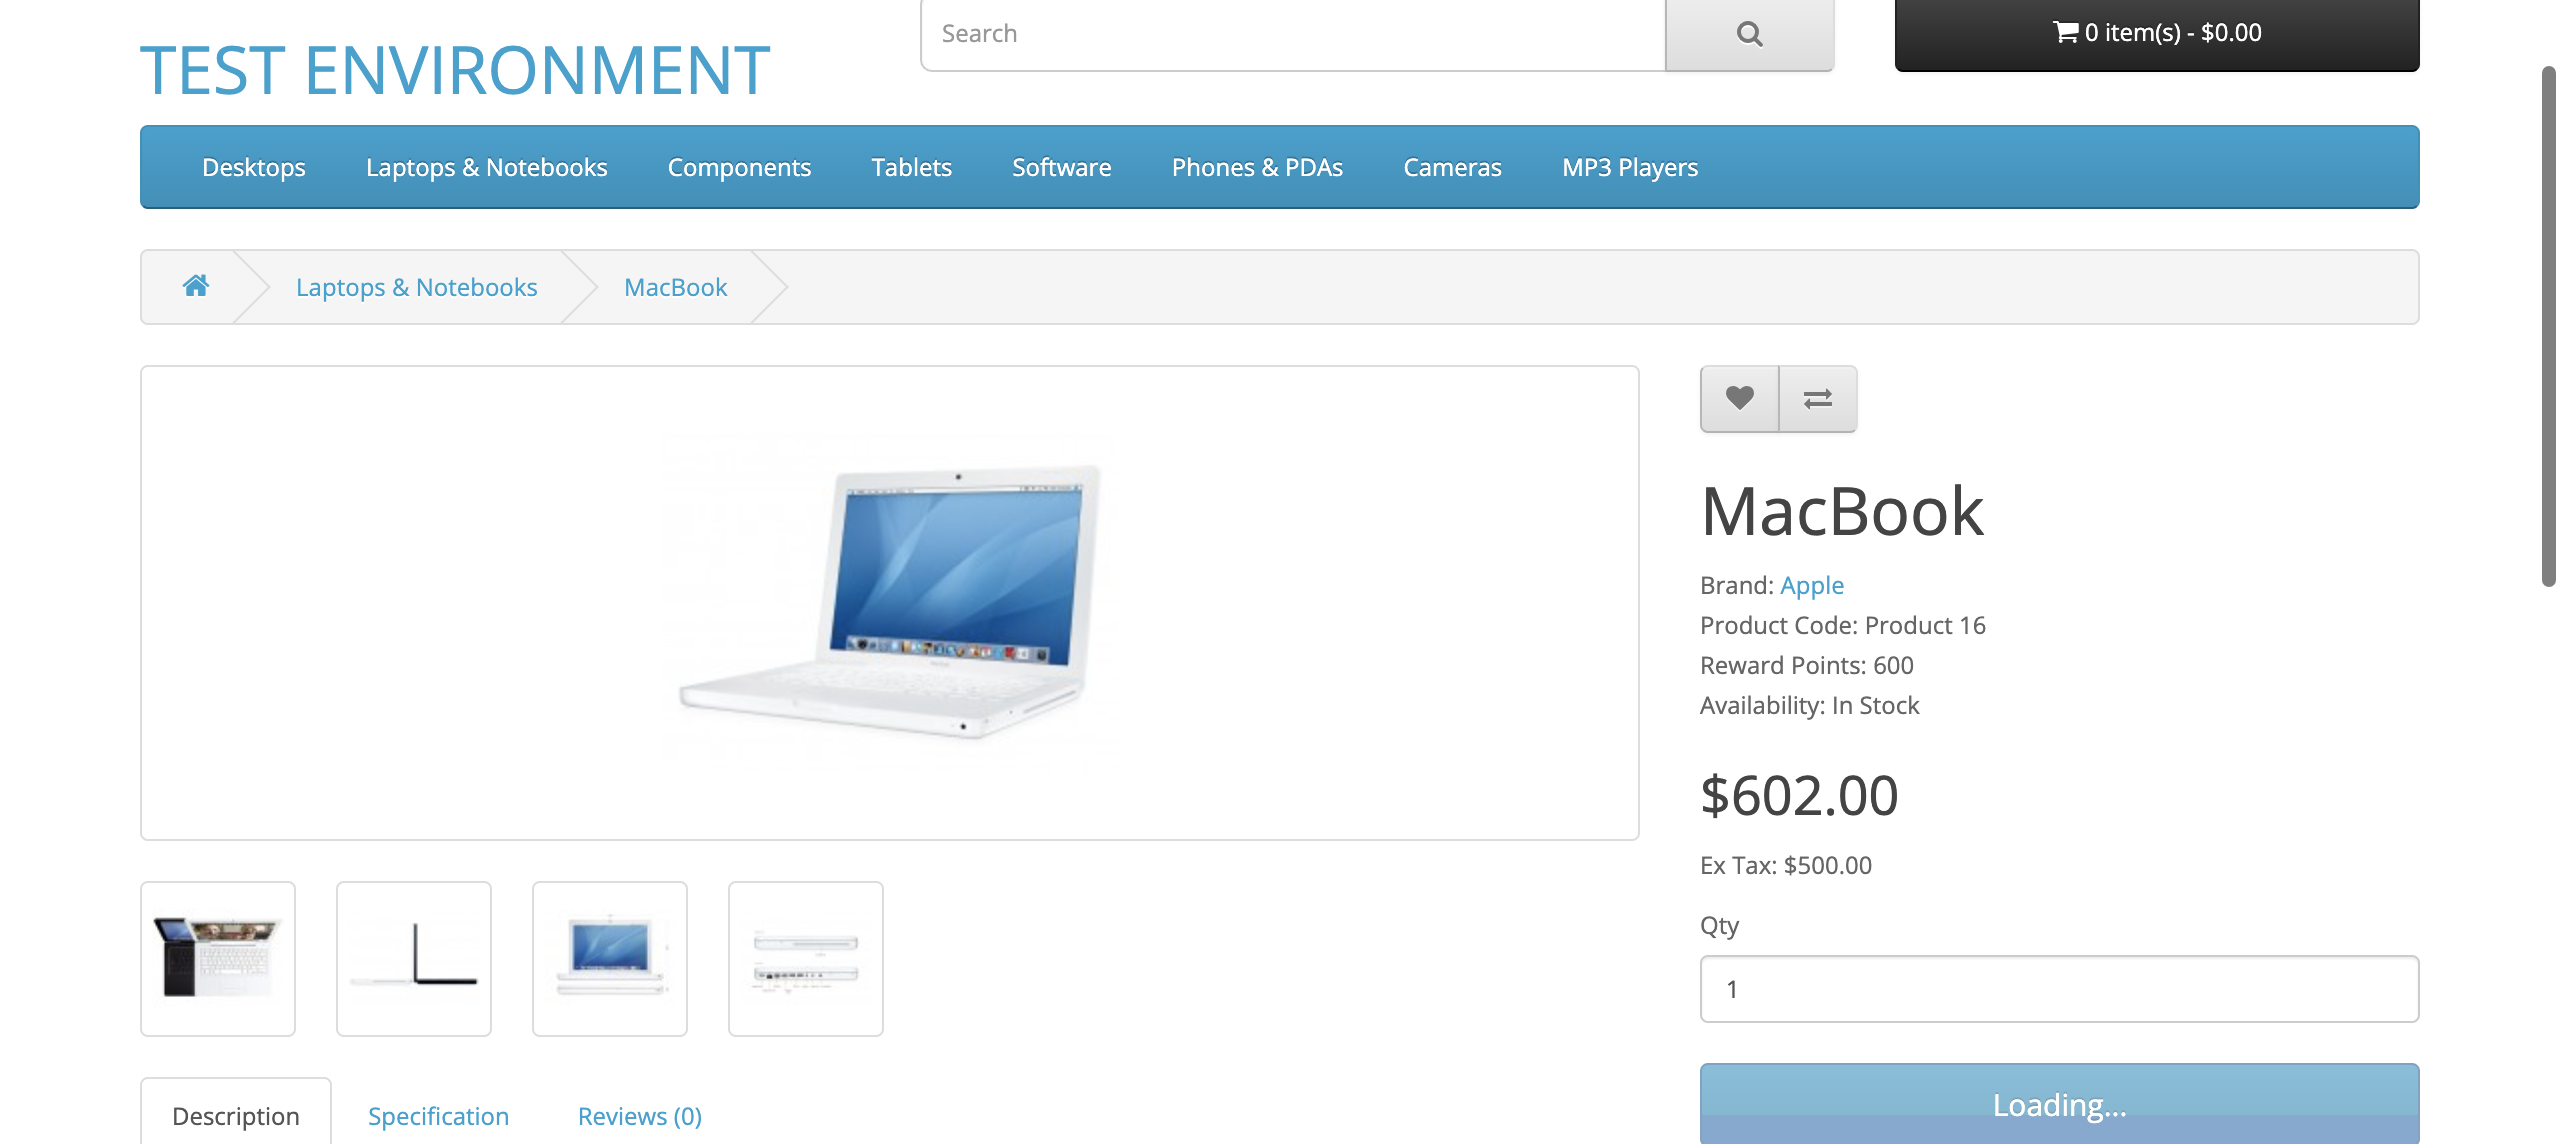 Search
0 item(s) - $0.00
TEST ENVIRONMENT
Desktops Laptops & Notebooks Components Tablets Software Phones & PDAs Cameras MP3 Players
Laptops & Notebooks MacBook
MacBook
Brand: Apple
Product Code: Product 16
Reward Points: 600
Availability: In Stock
$602.00
Ex Tax: $500.00
Qty
1
Loading...
Description Specification Reviews (0)